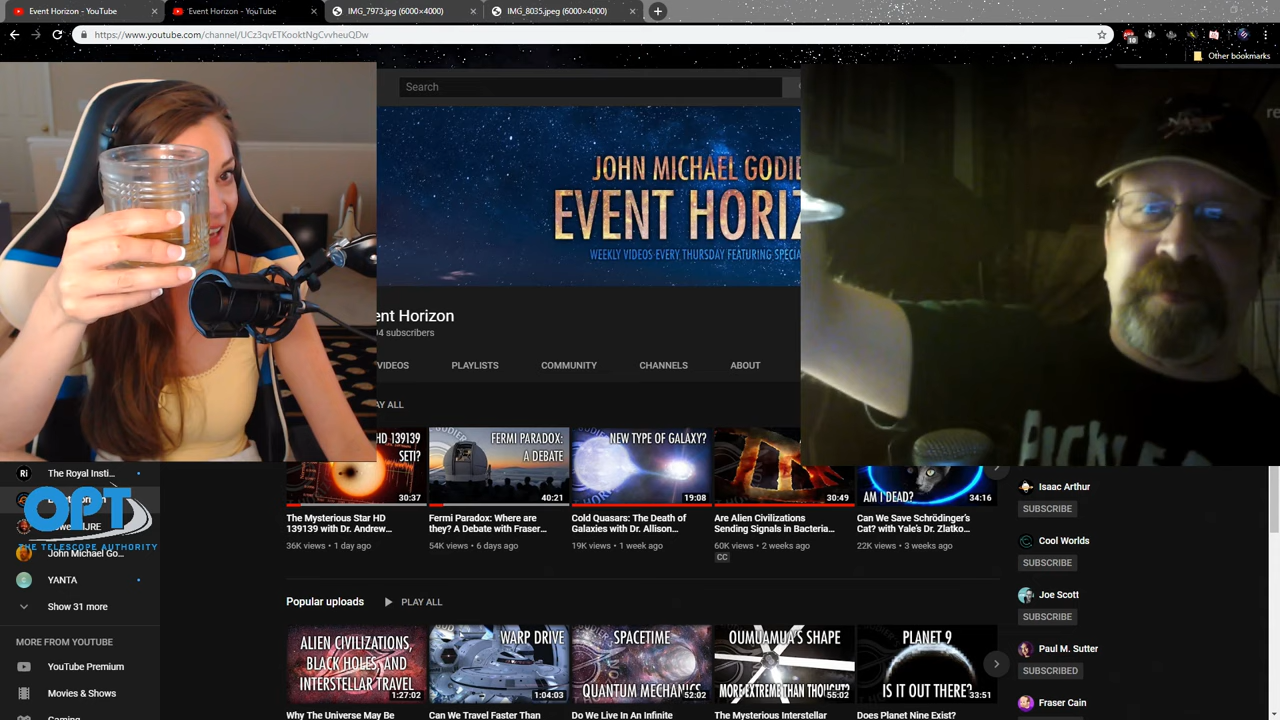 Event Horizon - YouTube
Event Horizon - YouTube
IMG_7973.jpg (6000×4000)
IMG_8035.jpeg (6000×4000)
https://www.youtube.com/channel/UCz3qvETKooktNgCvvheuQDw
Other bookmarks
Search
JOHN MICHAEL GODIE
EVENT HORIZ
WEEKLY VIDEOS EVERY THURSDAY FEATURING SPECIA
ent Horizon
04 subscribers
VIDEOS
PLAYLISTS
COMMUNITY
CHANNELS
ABOUT
AY ALL
HD 139139
SETI?
30:37
FERMI PARADOX:
A DEBATE
40:21
NEW TYPE OF GALAXY?
19:08
30:49
AM I DEAD?
34:16
The Mysterious Star HD
139139 with Dr. Andrew...
36K views • 1 day ago
Fermi Paradox: Where are
they? A Debate with Fraser...
54K views • 6 days ago
Cold Quasars: The Death of
Galaxies with Dr. Allison...
19K views • 1 week ago
Are Alien Civilizations
Sending Signals in Bacteria...
60K views • 2 weeks ago
CC
Can We Save Schrödinger's
Cat? with Yale's Dr. Zlatko...
22K views • 3 weeks ago
Popular uploads
PLAY ALL
ALIEN CIVILIZATIONS,
BLACK HOLES, AND
INTERSTELLAR TRAVEL
1:27:02
WARP DRIVE
1:04:03
SPACETIME
QUANTUM MECHANICS
52:02
OUMUAMUA'S SHAPE
MORE EXTREME THAN THOUGHT?
55:02
PLANET 9
IS IT OUT THERE?
33:51
Why The Universe May Be
Can We Travel Faster Than
Do We Live In An Infinite
The Mysterious Interstellar
Does Planet Nine Exist?
Ri
The Royal Insti...
OPT
THE TELESCOPE AUTHORITY
JRE
John Michael Go...
YANTA
Show 31 more
MORE FROM YOUTUBE
YouTube Premium
Movies & Shows
Gaming
Isaac Arthur
SUBSCRIBE
Cool Worlds
SUBSCRIBE
Joe Scott
SUBSCRIBE
Paul M. Sutter
SUBSCRIBED
Fraser Cain
PICKLE